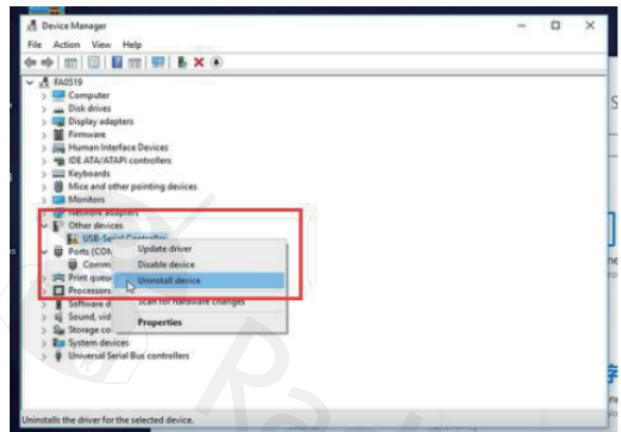 Device Manager
File Action View Help
FA0519
Computer
Disk drives
Display adapters
Firmware
Human Interface Devices
IDE ATA/ATAPI controllers
Keyboards
Mice and other pointing devices
Monitors
Network adapters
Other devices
USB-Serial Controller
Update driver
Ports (COM
Disable device
Comm
Print queu
Uninstall device
Processors
Scan for hardware changes
Software d
Sound, vid
Properties
Storage co
System devices
Universal Serial Bus controllers
Uninstalls the driver for the selected device.